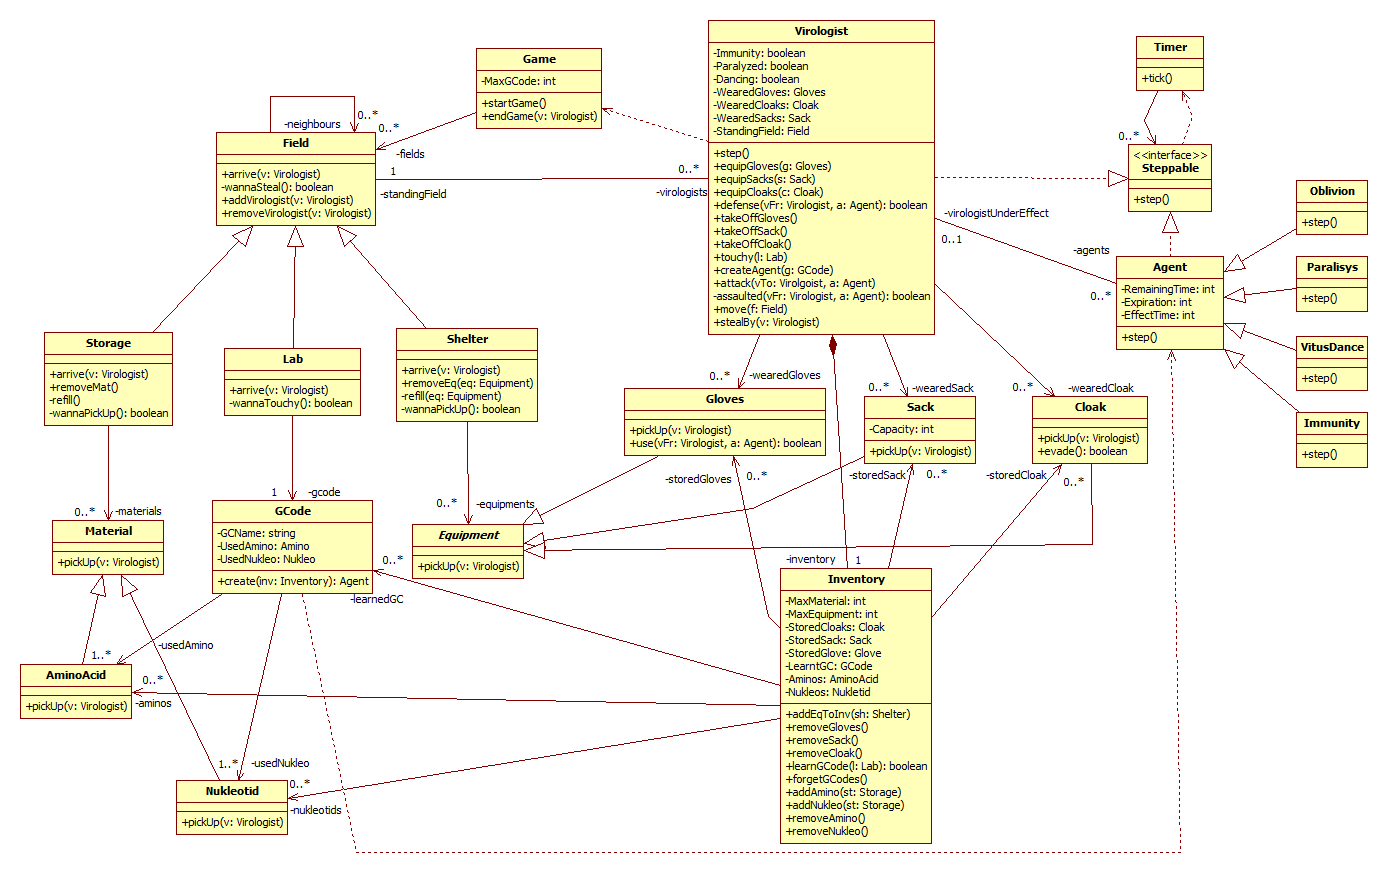 Game
-MaxGCode: int
+startGame()
+endGame(v: Virologist)
Virologist
-Immunity: boolean
-Paralyzed: boolean
-Dancing: boolean
-WearedGloves: Gloves
-WearedCloaks: Cloak
-WearedSacks: Sack
-StandingField: Field
+step()
+equipGloves(g: Gloves)
+equipSacks(s: Sack)
+equipCloaks(c: Cloak)
+defense(vFr: Virologist, a: Agent): boolean
+takeOffGloves()
+takeOffSack()
+takeOffCloak()
+touchy(l: Lab)
+createAgent(g: GCode)
+attack(vTo: Virolgoist, a: Agent)
-assaulted(vFr: Viologist, a: Agent): boolean
+move(f: Field)
+stealBy(v: Virologist)
Timer
+tick()
0..*
<<interface>>
Steppable
+step()
-neighbours
0..*
0..*
-fields
Field
+arrive(v: Virologist)
-wannaSteal(): boolean
+addVirologist(v: Virologist)
+removeVirologist(v: Virologist)
1
-standingField
0..*
-virologists
-virologistUnderEffect
0..1
-agents
0..*
Agent
-RemainingTime: int
-Expiration: int
-EffectTime: int
+step()
Oblivion
+step()
Paralisys
+step()
VitusDance
+step()
Immunity
+step()
Storage
+arrive(v: Virologist)
+removeMat()
-refill()
-wannaPickUp(): boolean
Lab
+arrive(v: Virologist)
-wannaTouchy(): boolean
Shelter
+arrive(v: Virologist)
+removeEq(eq: Equipment)
-refill(eq: Equipment)
-wannaPickUp(): boolean
0..*
-wearedGloves
0..*
-wearedSack
0..*
-wearedCloak
Gloves
+pickUp(v: Virologist)
+use(vFr: Virologist, a: Agent): boolean
Sack
-Capacity: int
+pickUp(v: Virologist)
Cloak
+pickUp(v: Virologist)
+evade(): boolean
-storedGloves
0..*
-storedSack
0..*
-storedCloak
0..*
0..*
-materials
1
-gcode
0..*
-equipments
Material
+pickUp(v: Virologist)
GCode
-GCName: string
-UsedAmino: Amino
-UsedNukleo: Nukleo
+create(inv: Inventory): Agent
Equipment
+pickUp(v: Virologist)
0..*
-learnedGC
-inventory
1
Inventory
-MaxMaterial: int
-MaxEquipment: int
-StoredCloaks: Cloak
-StoredSack: Sack
-StoredGlove: Glove
-LearntGC: GCode
-Aminos: AminoAcid
-Nukleos: Nukletid
+addEqToInv(sh: Shelter)
+removeGloves()
+removeSack()
+removeCloak()
+learnGCode(l: Lab): boolean
+forgetGCodes()
+addAmino(st: Storage)
+addNukleo(st: Storage)
+removeAmino()
+removeNukleo()
-usedAmino
1..*
AminoAcid
+pickUp(v: Virologist)
0..*
-aminos
1..*
-usedNukleo
0..*
-nukleotids
Nukleotid
+pickUp(v: Virologist)